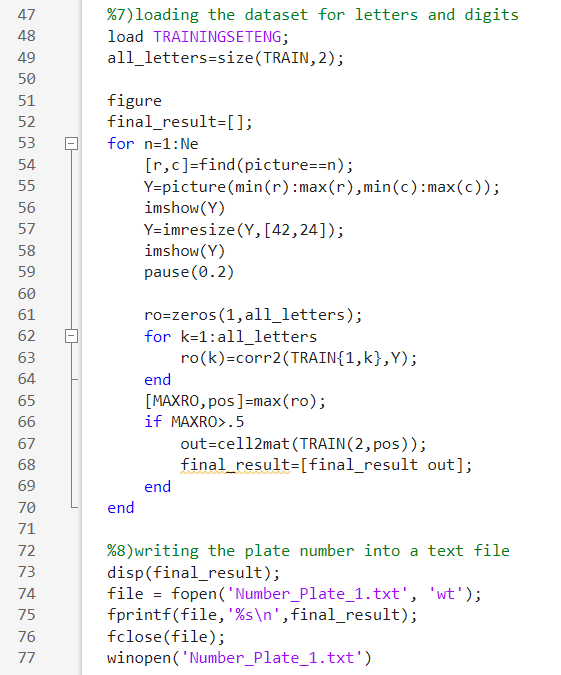 47 %7)loading the dataset for letters and digits
48 load TRAININGSETENG;
49 all_letters=size(TRAIN,2);
50
51 figure
52 final_result=[];
53 for n=1:Ne
54 [r,c]=find(picture==n);
55 Y=picture(min(r):max(r),min(c):max(c));
56 imshow(Y)
57 Y=imresize(Y,[42,24]);
58 imshow(Y)
59 pause(0.2)
60
61 ro=zeros(1,all_letters);
62 for k=1:all_letters
63 ro(k)=corr2(TRAIN{1,k},Y);
64 end
65 [MAXRO,pos]=max(ro);
66 if MAXRO>.5
67 out=cell2mat(TRAIN(2,pos));
68 final_result=[final_result out];
69 end
70 end
71
72 %8)writing the plate number into a text file
73 disp(final_result);
74 file = fopen('Number_Plate_1.txt', 'wt');
75 fprintf(file,'%s\n',final_result);
76 fclose(file);
77 winopen('Number_Plate_1.txt')